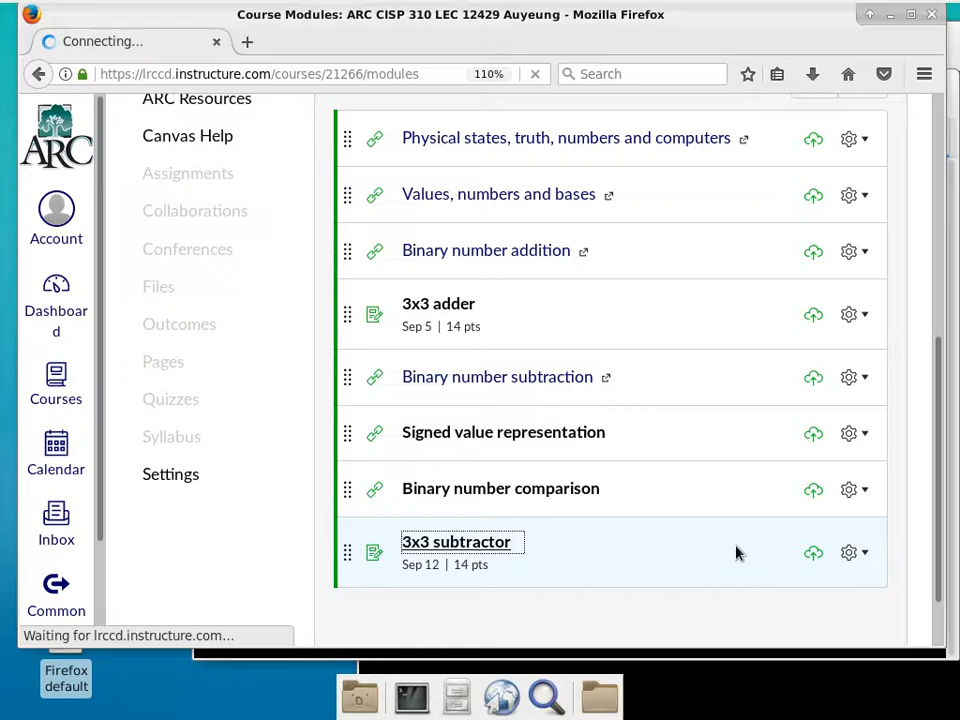 Course Modules: ARC CISP 310 LEC 12429 Auyeung - Mozilla Firefox
Connecting...
https://lrccd.instructure.com/courses/21266/modules
110%
Search
ARC
Account
Dashboar
d
Courses
Calendar
Inbox
Common
ARC Resources
Canvas Help
Assignments
Collaborations
Conferences
Files
Outcomes
Pages
Quizzes
Syllabus
Settings
Physical states, truth, numbers and computers
Values, numbers and bases
Binary number addition
3x3 adder
Sep 5 | 14 pts
Binary number subtraction
Signed value representation
Binary number comparison
3x3 subtractor
Sep 12 | 14 pts
Waiting for lrccd.instructure.com...
Firefox
default